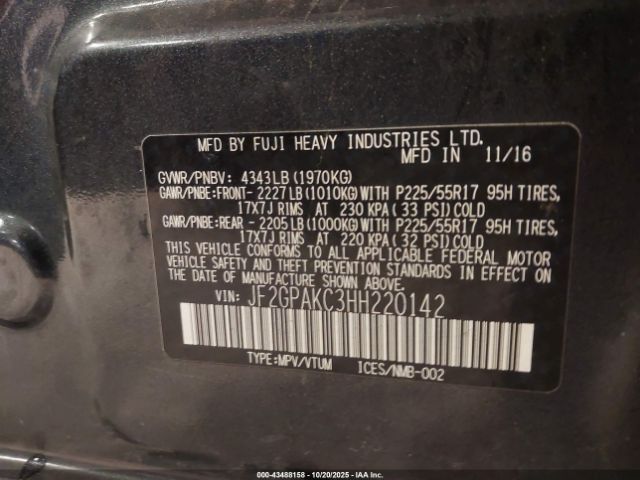 MFD BY FUJI HEAVY INDUSTRIES LTD.
MFD IN 11/16
GVWR/PNBV: 4343LB (1970KG)
GAWR/PNBE:FRONT- 2227LB (1010KG) WITH P225/55R17 95H TIRES,
17X7J RIMS AT 230 KPA (33 PSI) COLD
GAWR/PNBE:REAR - 2205LB (1000KG) WITH P225/55R17 95H TIRES,
17X7J RIMS AT 220 KPA (32 PSI) COLD
THIS VEHICLE CONFORMS TO ALL APPLICABLE FEDERAL MOTOR
VEHICLE SAFETY AND THEFT PREVENTION STANDARDS IN EFFECT ON
THE DATE OF MANUFACTURE SHOWN ABOVE.
VIN: JF2GPAKC3HH220142
TYPE:MPV/VTUM ICES/NMB-002
000-43488158 - 10/20/2025 - IAA Inc.